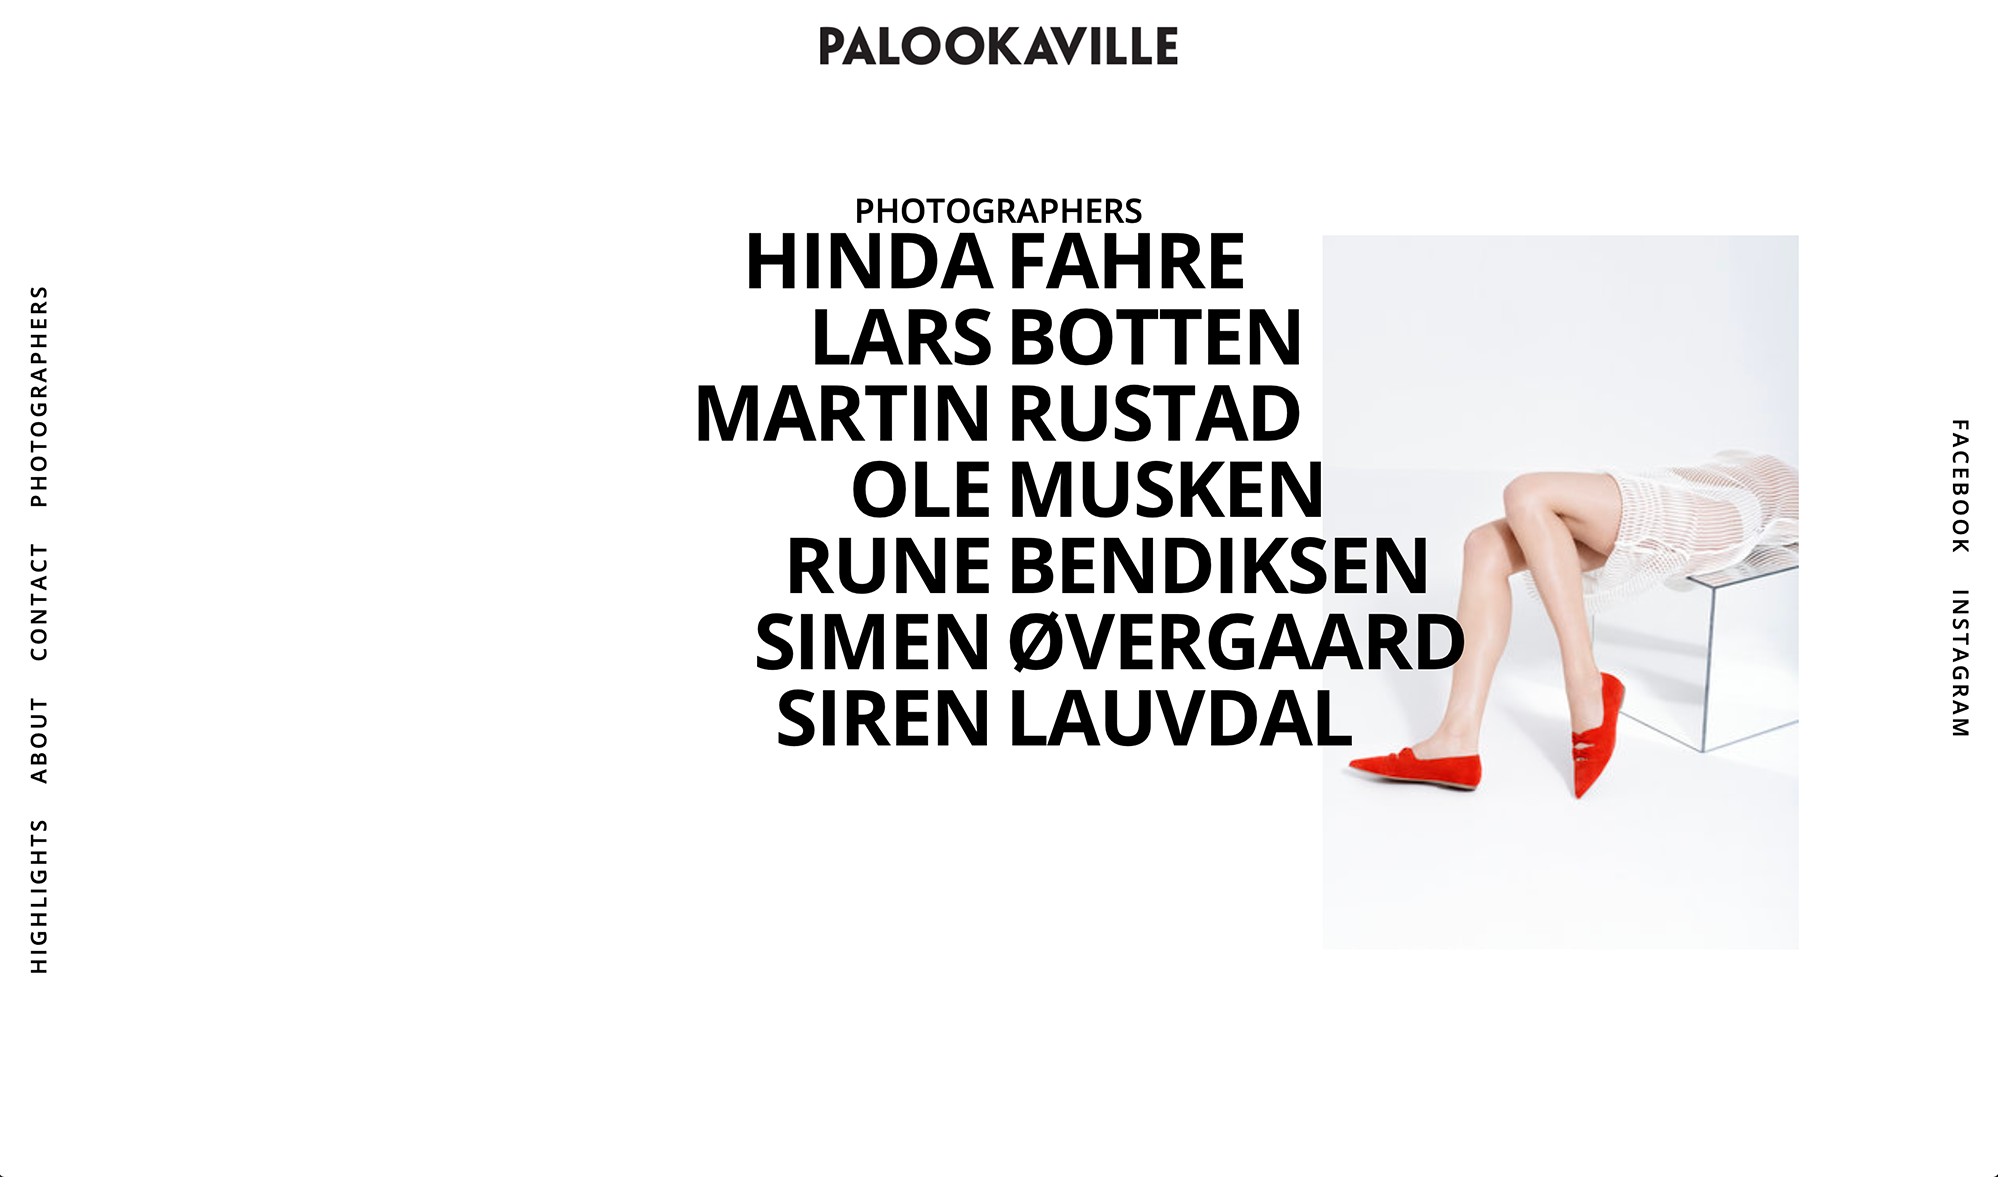 PALOOKAVILLE
PHOTOGRAPHERS
HINDA FAHRE
LARS BOTTEN
MARTIN RUSTAD
OLE MUSKEN
RUNE BENDIKSEN
SIMEN ØVERGAARD
SIREN LAUVDAL
HIGHLIGHTS ABOUT CONTACT PHOTOGRAPHERS
FACEBOOK INSTAGRAM